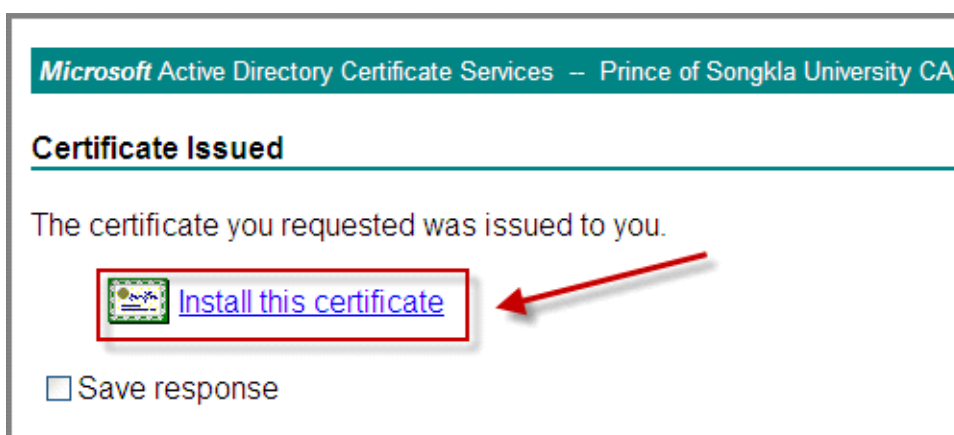 Microsoft Active Directory Certificate Services -- Prince of Songkla University CA
Certificate Issued
The certificate you requested was issued to you.
Install this certificate
Save response